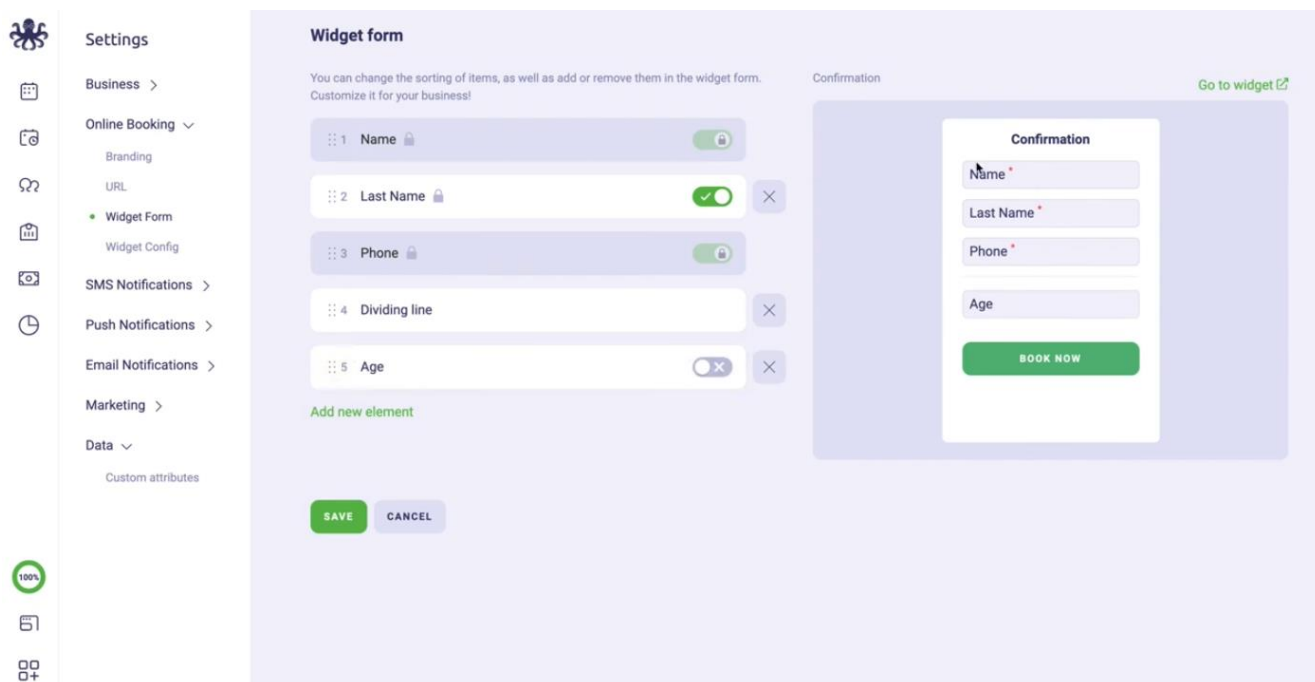 Settings
Business
Online Booking
Branding
URL
Widget Form
Widget Config
SMS Notifications
Push Notifications
Email Notifications
Marketing
Data
Custom attributes
100%
Widget form
You can change the sorting of items, as well as add or remove them in the widget form.
Customize it for your business!
1 Name
2 Last Name
3 Phone
4 Dividing line
5 Age
Add new element
SAVE CANCEL
Confirmation
Go to widget
Confirmation
Name *
Last Name *
Phone *
Age
BOOK NOW